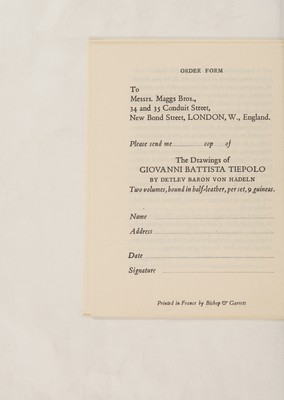 ORDER FORM
To
Messrs. Maggs Bros.,
34 and 35 Conduit Street,
New Bond Street, LONDON, W., England.
Please send me ............ cop ..... of
The Drawings of
GIOVANNI BATTISTA TIEPOLO
BY DETLEV BARON VON HADELN
Two volumes, bound in half-leather, per set, 9 guineas.
Name
Address
Date
Signature
Printed in France by Bishop & Garrett